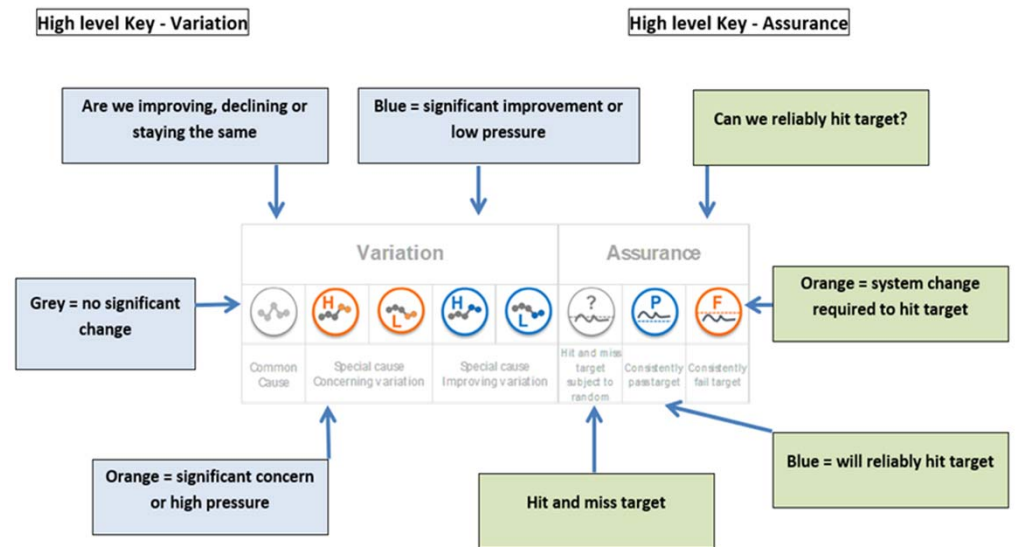 High level Key - Variation
High level Key - Assurance
Are we improving, declining or
staying the same
Blue = significant improvement or
low pressure
Can we reliably hit target?
Variation
Assurance
Grey = no significant
change
H
L
H
L
?
P
F
Orange = system change
required to hit target
Common
Cause
Special cause
Concerning variation
Special cause
Improving variation
Hit and miss
target
subject to
random
Consistently
pass target
Consistently
fail target
Orange = significant concern
or high pressure
Hit and miss target
Blue = will reliably hit target